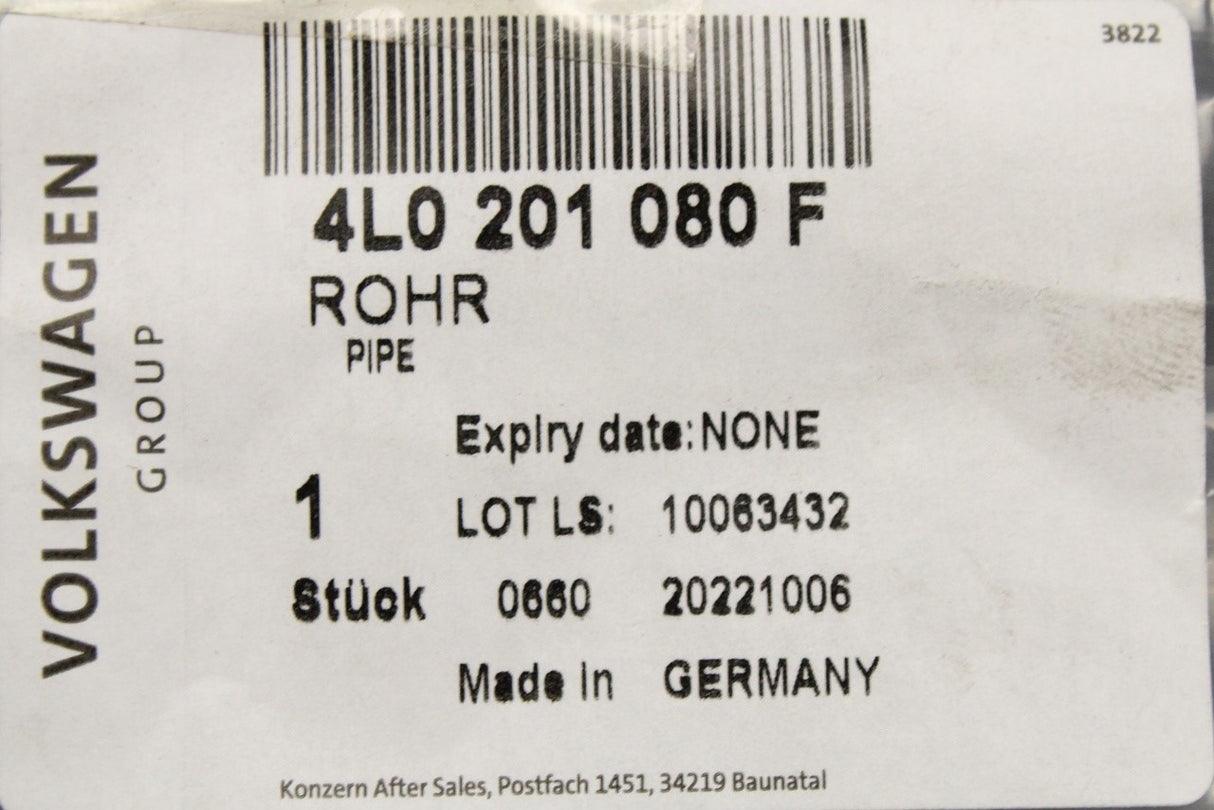 3822
4L0 201 080 F
ROHR
PIPE
Expiry date: NONE
1 LOT LS: 10063432
Stück 0660 20221006
Made in GERMANY
Konzern After Sales, Postfach 1451, 34219 Baunatal
VOLKSWAGEN
GROUP